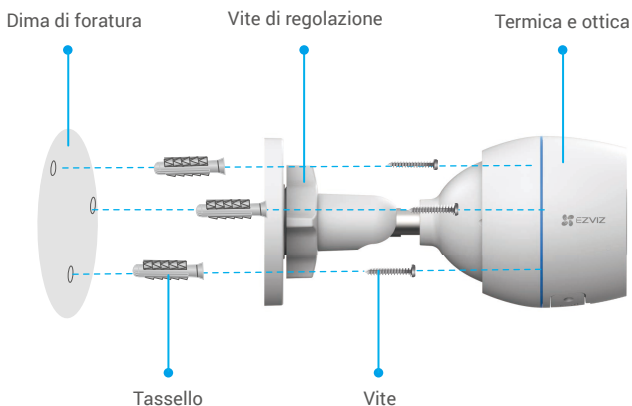 Dima di foratura
Vite di regolazione
Termica e ottica
EZVIZ
Tassello
Vite